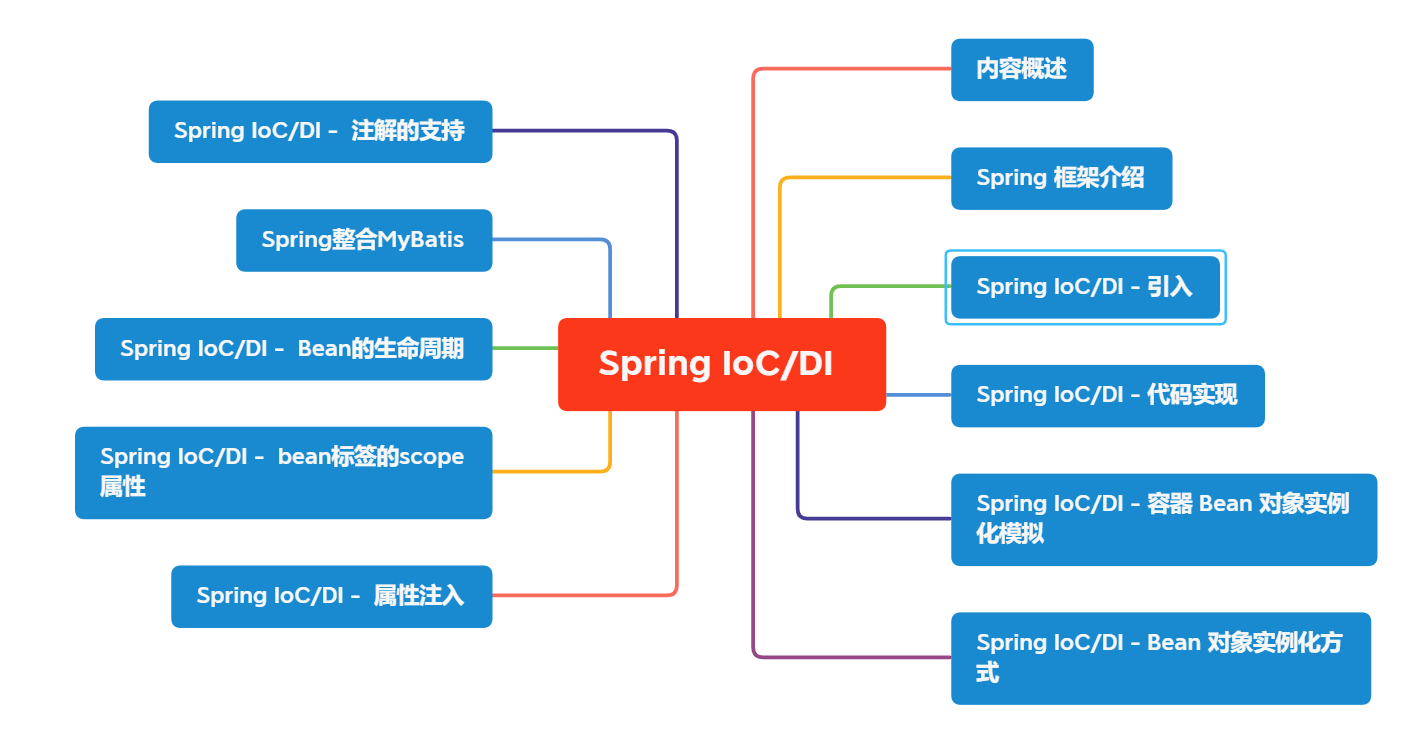 Spring IoC/DI
内容概述
Spring 框架介绍
Spring IoC/DI - 引入
Spring IoC/DI - 代码实现
Spring IoC/DI - 容器 Bean 对象实例
化模拟
Spring IoC/DI - Bean 对象实例化方
式
Spring IoC/DI - 注解的支持
Spring整合MyBatis
Spring IoC/DI - Bean的生命周期
Spring IoC/DI - bean标签的scope
属性
Spring IoC/DI - 属性注入